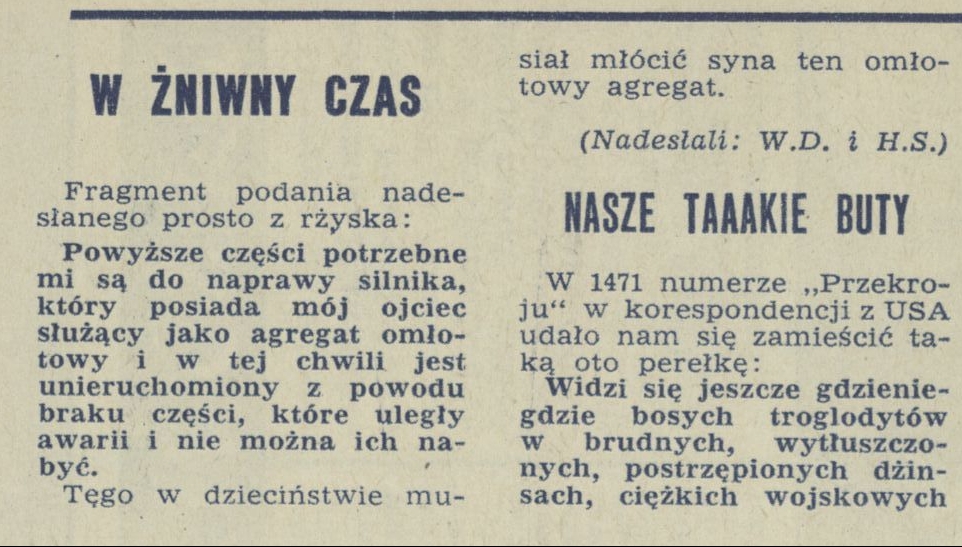 W ŻNIWNY CZAS
Fragment podania nade-
słanego prosto z rżyska:
Powyższe części potrzebne
mi są do naprawy silnika,
który posiada mój ojciec
służący jako agregat omło-
towy i w tej chwili jest
unieruchomiony z powodu
braku części, które uległy
awarii i nie można ich na-
być.
Tęgo w dzieciństwie mu-
siał młócić syna ten omło-
towy agregat.
(Nadesłali: W.D. i H.S.)
NASZE TAAAKIE BUTY
W 1471 numerze „Przekro-
ju“ w korespondencji z USA
udało nam się zamieścić ta-
ką oto perełkę:
Widzi się jeszcze gdzienie-
gdzie bosych troglodytów
w brudnych, wytłuszczo-
nych, postrzępionych dżin-
sach, ciężkich wojskowych